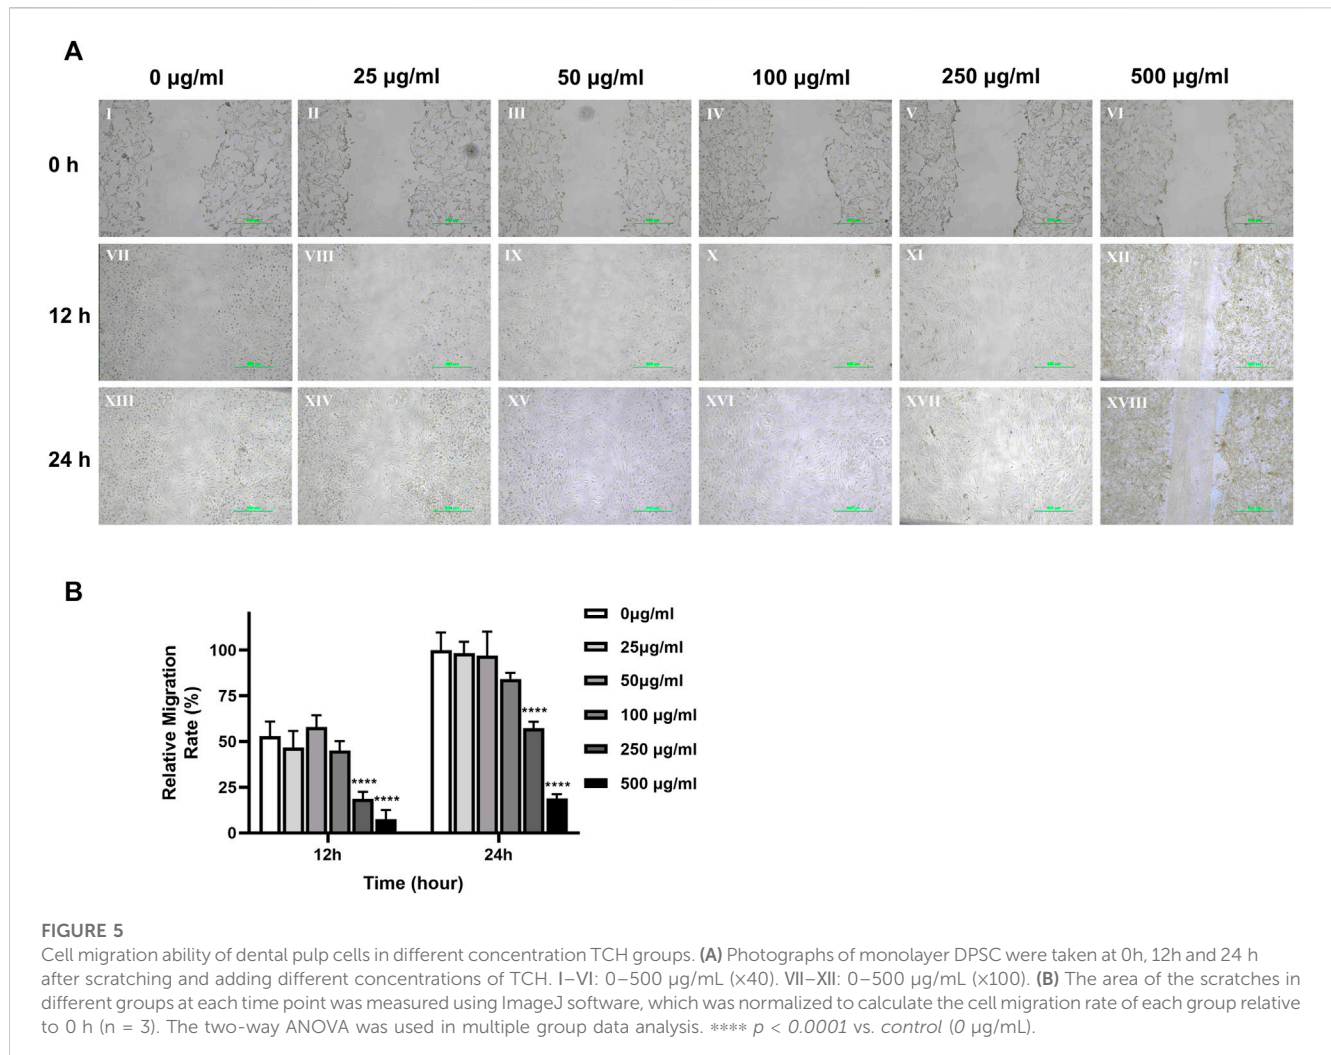 A
0 µg/ml 25 µg/ml 50 µg/ml 100 µg/ml 250 µg/ml 500 µg/ml
0 h
I II III IV V VI
12 h
VII VIII IX X XI XII
24 h
XIII XIV XV XVI XVII XVIII
B
Relative Migration
Rate (%)
100
75
50
25
0
**** ****
**** ****
12h 24h
Time (hour)
0µg/ml
25µg/ml
50µg/ml
100 µg/ml
250 µg/ml
500 µg/ml
FIGURE 5
Cell migration ability of dental pulp cells in different concentration TCH groups. (A) Photographs of monolayer DPSC were taken at 0h, 12h and 24 h
after scratching and adding different concentrations of TCH. I–VI: 0–500 µg/mL (×40). VII–XII: 0–500 µg/mL (×100). (B) The area of the scratches in
different groups at each time point was measured using ImageJ software, which was normalized to calculate the cell migration rate of each group relative
to 0 h (n = 3). The two-way ANOVA was used in multiple group data analysis. **** p < 0.0001 vs. control (0 µg/mL).